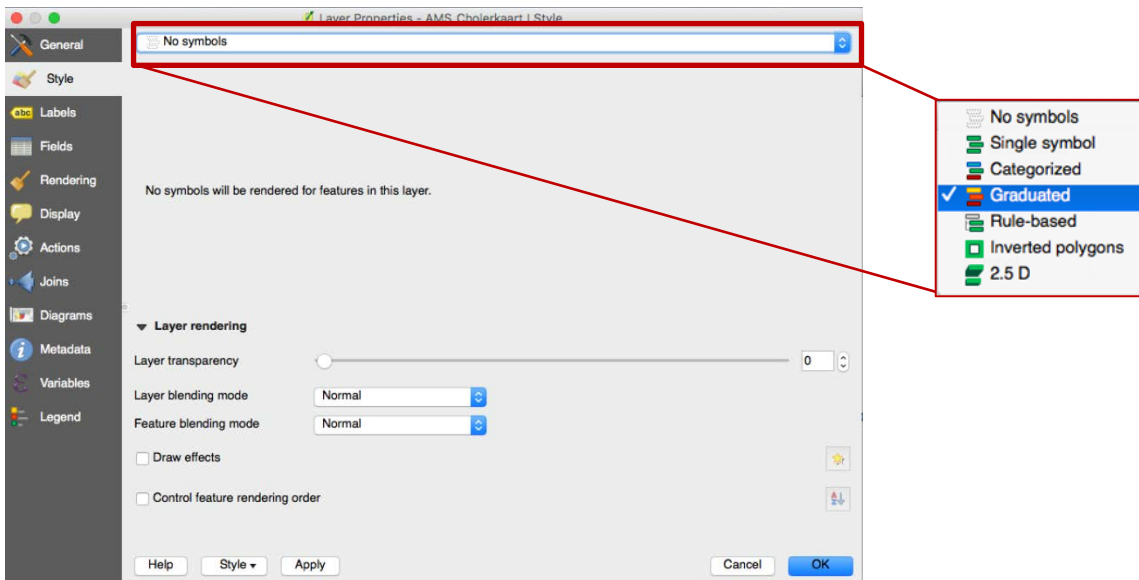 Layer Properties - AMS Cholerkaart | Style
General
Style
abc Labels
Fields
Rendering
Display
Actions
Joins
Diagrams
Metadata
Variables
Legend
No symbols
No symbols will be rendered for features in this layer.
Layer rendering
Layer transparency
0
Layer blending mode
Normal
Feature blending mode
Normal
Draw effects
Control feature rendering order
Help
Style
Apply
Cancel
OK
No symbols
Single symbol
Categorized
Graduated
Rule-based
Inverted polygons
2.5 D